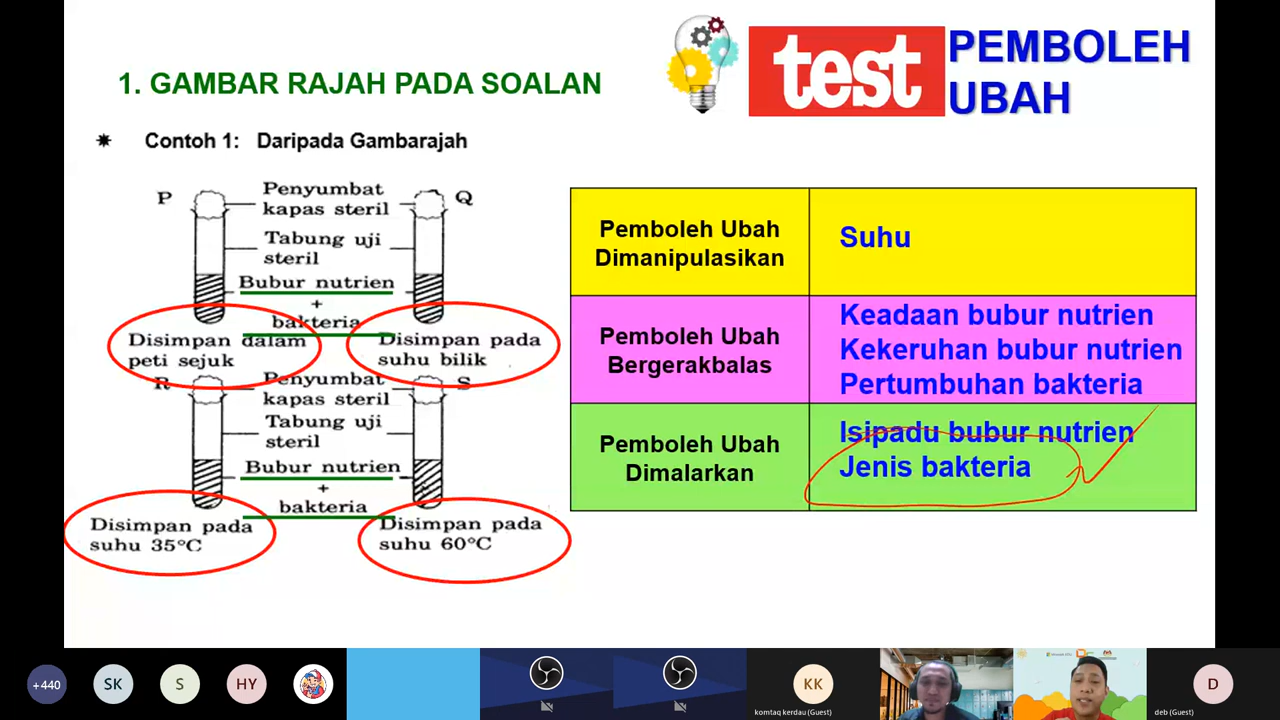 1. GAMBAR RAJAH PADA SOALAN
test
PEMBOLEH
UBAH
Contoh 1: Daripada Gambarajah
P
Penyumbat
kapas steril
Q
Tabung uji
steril
Bubur nutrien
+
bakteria
Disimpan dalam
peti sejuk
Disimpan pada
suhu bilik
R
Penyumbat
kapas steril
S
Tabung uji
steril
Bubur nutrien
+
bakteria
Disimpan pada
suhu 35°C
Disimpan pada
suhu 60°C
Pemboleh Ubah
Dimanipulasikan
Suhu
Pemboleh Ubah
Bergerakbalas
Keadaan bubur nutrien
Kekeruhan bubur nutrien
Pertumbuhan bakteria
Pemboleh Ubah
Dimalarkan
Isipadu bubur nutrien
Jenis bakteria
+440
SK
S
HY
KK
komtaq kerdau (Guest)
D
deb (Guest)